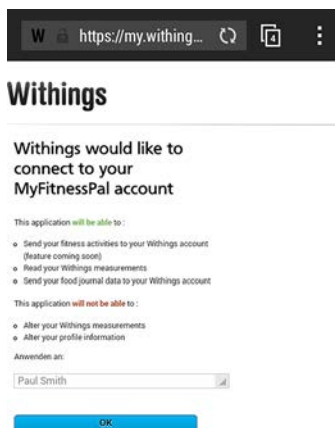 W https://my.withing... 4
Withings
Withings would like to
connect to your
MyFitnessPal account
This application will be able to :
Send your fitness activities to your Withings account
(feature coming soon)
Read your Withings measurements
Send your food journal data to your Withings account
This application will not be able to :
Alter your Withings measurements
Alter your profile information
Anwenden an:
Paul Smith
OK